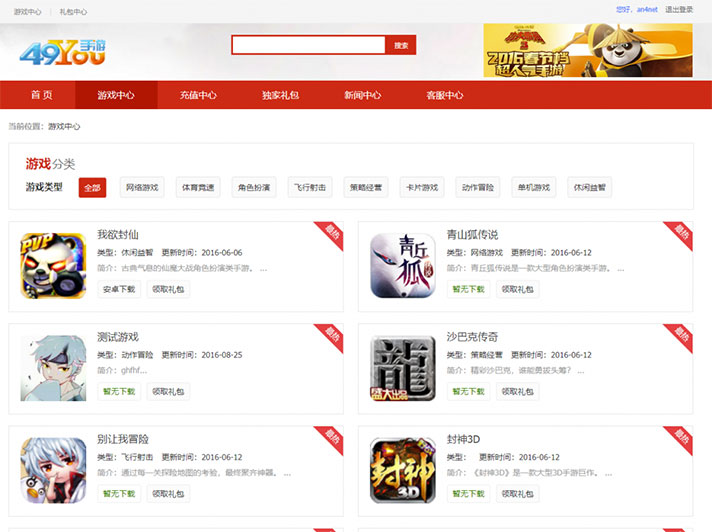 游戏中心 礼包中心 您好，an4net 退出登录
49You手游 搜索
2016春节档
超人气手游
首 页 游戏中心 充值中心 独家礼包 新闻中心 客服中心
当前位置：游戏中心
游戏分类
游戏类型 全部 网络游戏 体育竞速 角色扮演 飞行射击 策略经营 卡片游戏 动作冒险 单机游戏 休闲益智
PVP
我欲封仙 最热
类型：休闲益智 更新时间：2016-06-06
简介：古典气息的仙魔大战角色扮演类手游。 ...
安卓下载 领取礼包
青丘狐
青山狐传说 最热
类型：网络游戏 更新时间：2016-06-12
简介：青丘狐传说是一款大型角色扮演类手游。 ...
暂无下载 领取礼包
测试游戏 最热
类型：动作冒险 更新时间：2016-08-25
简介：ghfhf...
暂无下载 领取礼包
龍
盛大出品
沙巴克传奇 最热
类型：策略经营 更新时间：2016-06-12
简介：精彩沙巴克，谁能勇拔头筹？ ...
暂无下载 领取礼包
别让我冒险 最热
类型：飞行射击 更新时间：2016-06-12
简介：通过每一关探险地图的考验，最终聚齐神器。 ...
暂无下载 领取礼包
封神
3D
封神3D 最热
类型： 更新时间：2016-06-12
简介：《封神3D》是一款大型3D手游巨作。 ...
暂无下载 领取礼包